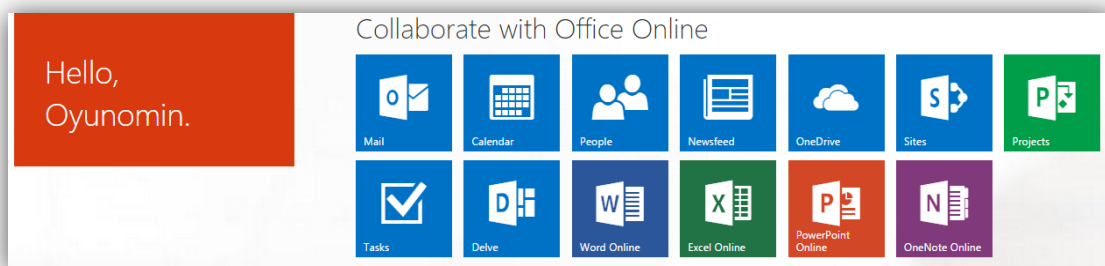 Collaborate with Office Online
Hello,
Oyunomin.
Mail
Calendar
People
Newsfeed
OneDrive
Sites
Projects
Tasks
Delve
Word Online
Excel Online
PowerPoint
Online
OneNote Online